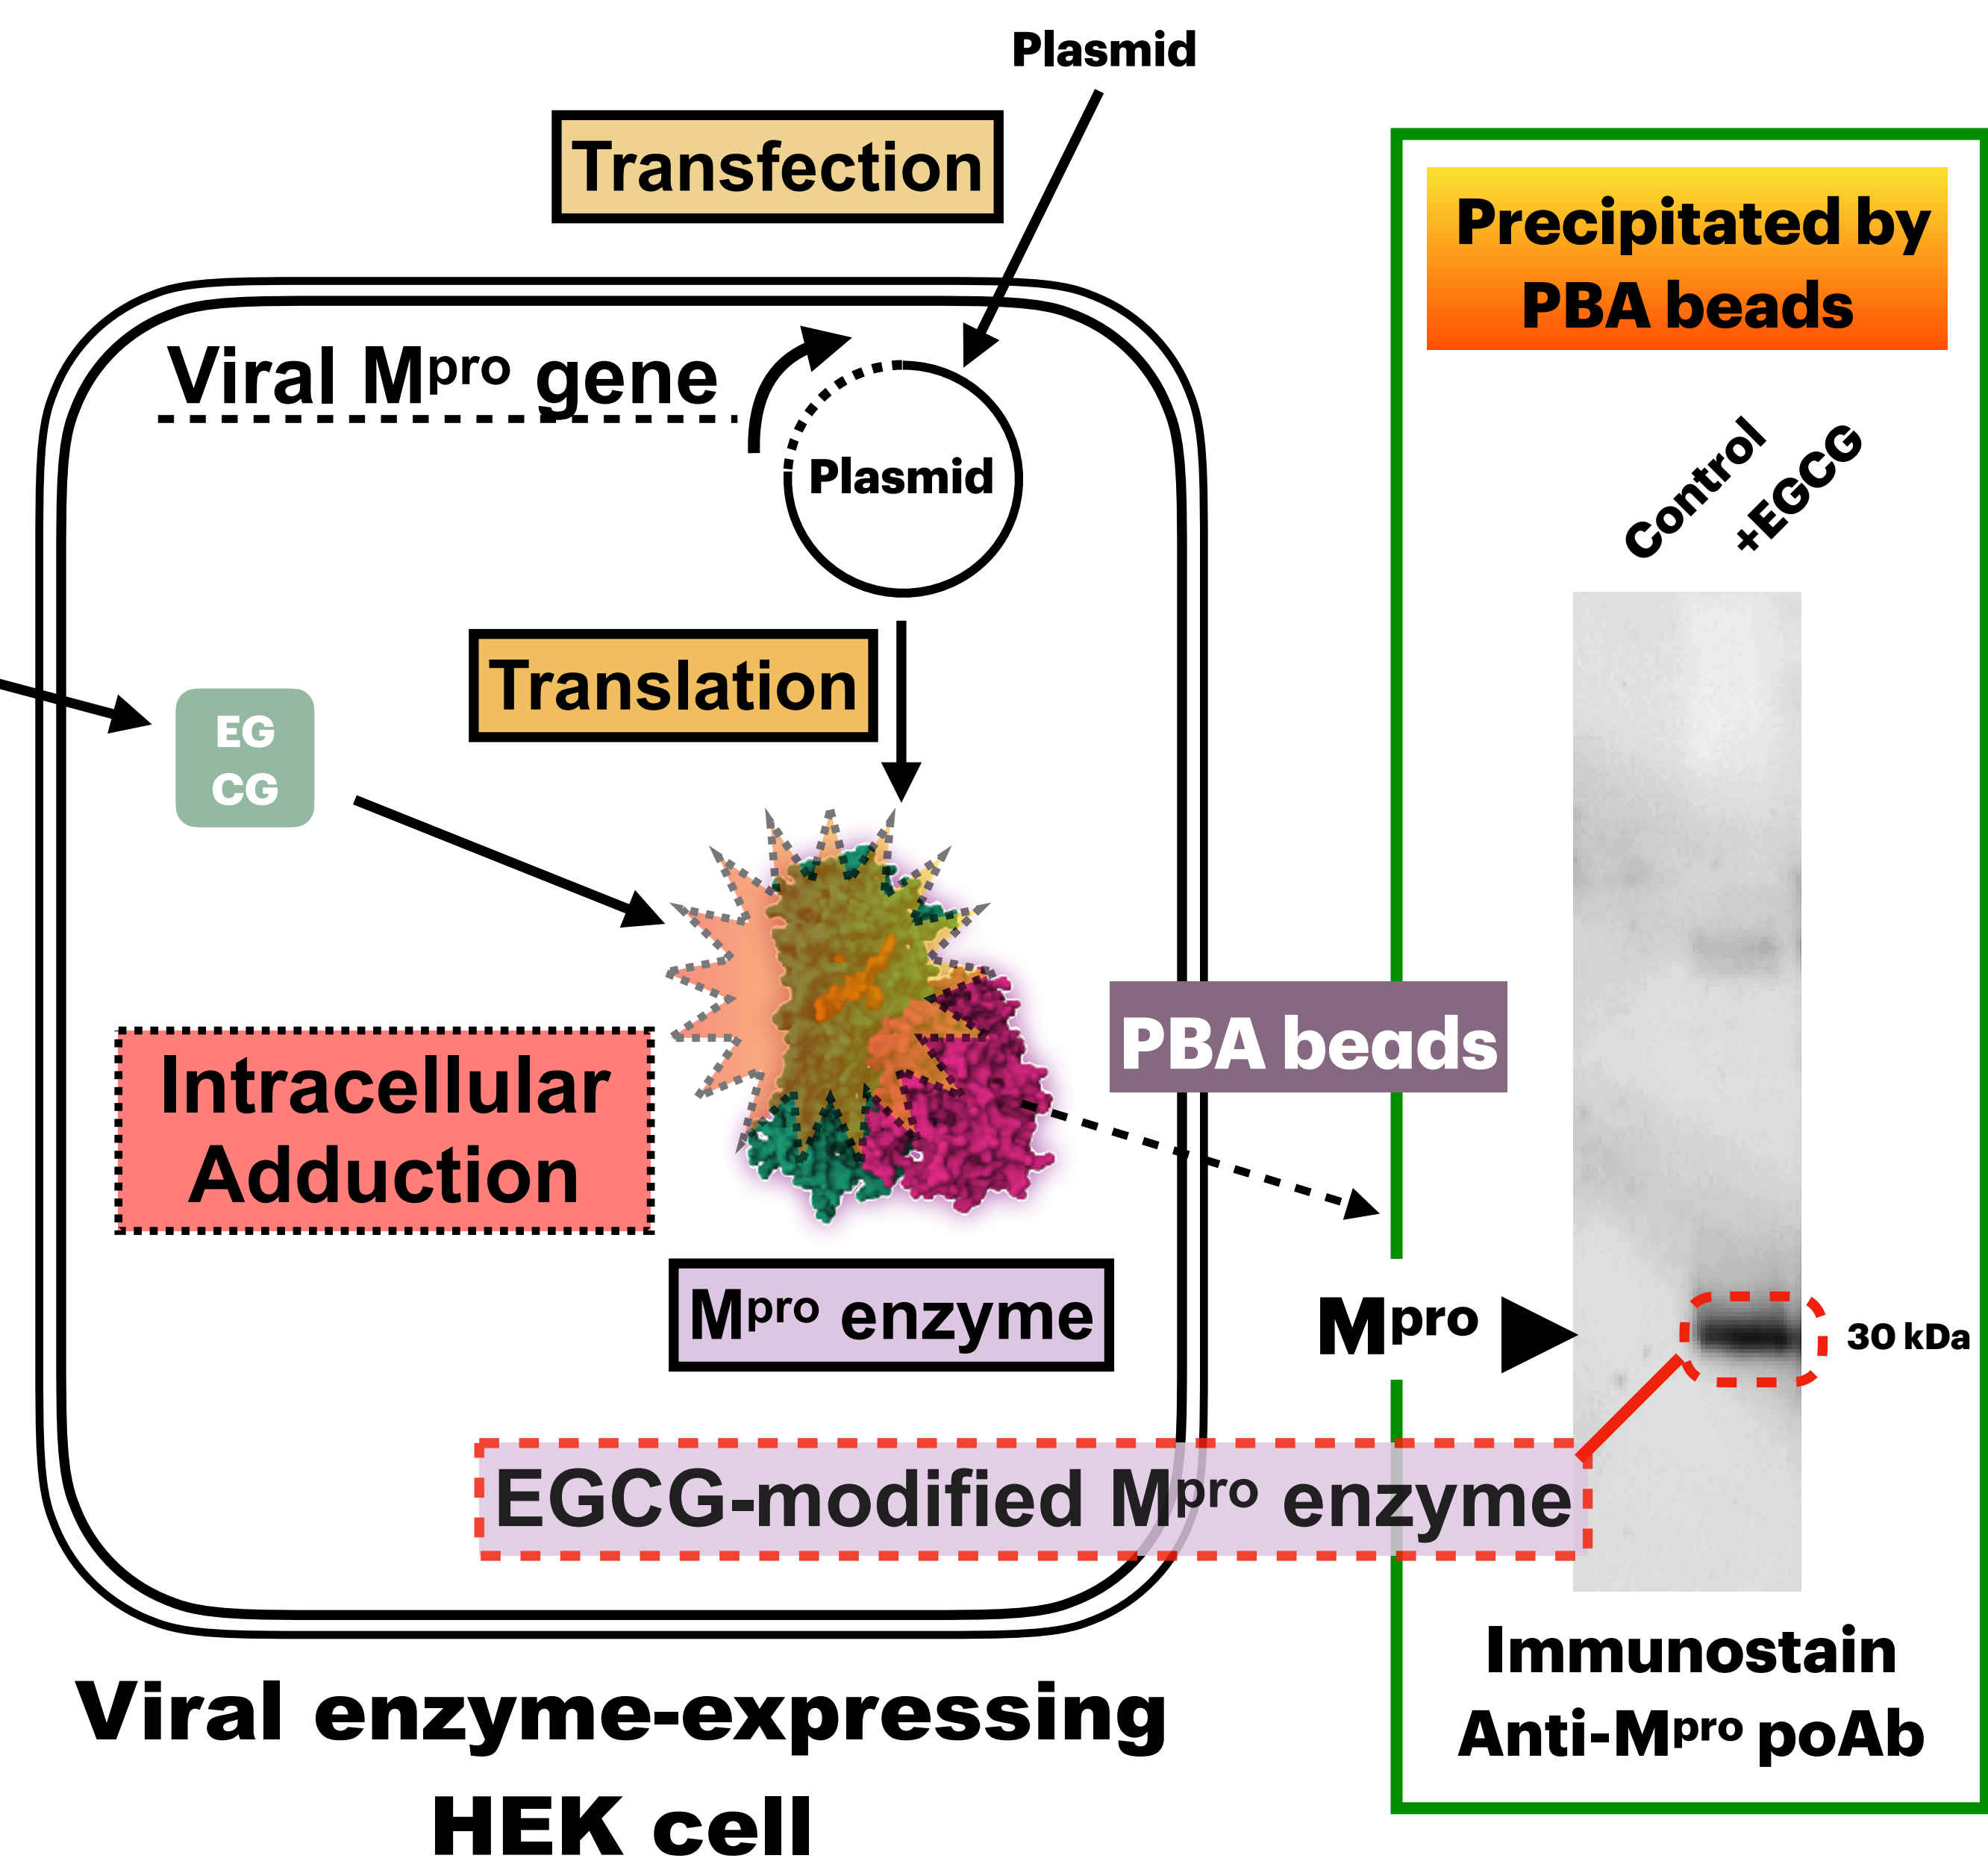 Plasmid
Transfection
Viral Mpro gene
Plasmid
Translation
EG
CG
Intracellular
Adduction
Mpro enzyme
PBA beads
EGCG-modified Mpro enzyme
Viral enzyme-expressing
HEK cell
Precipitated by
PBA beads
Control
+EGCG
Mpro
30 kDa
Immunostain
Anti-Mpro poAb